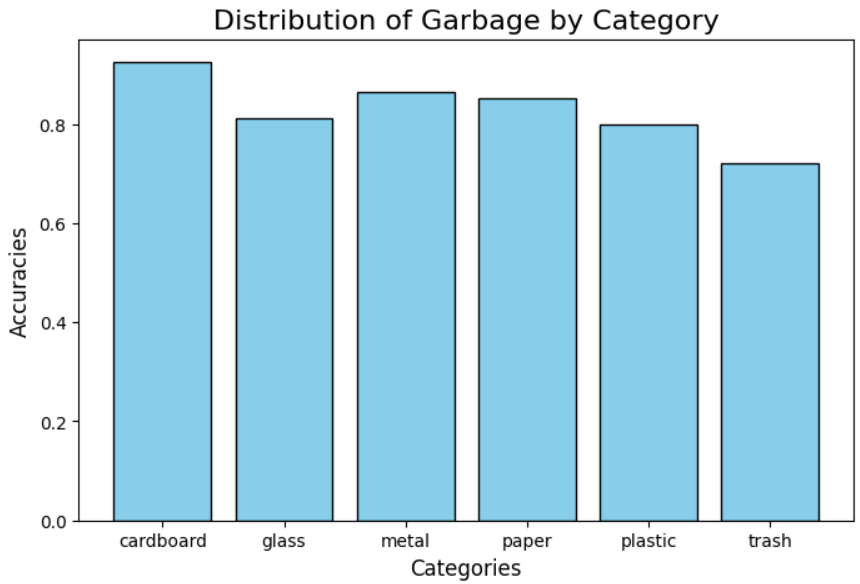 Distribution of Garbage by Category
Accuracies
0.8
0.6
0.4
0.2
0.0
cardboard glass metal paper plastic trash
Categories